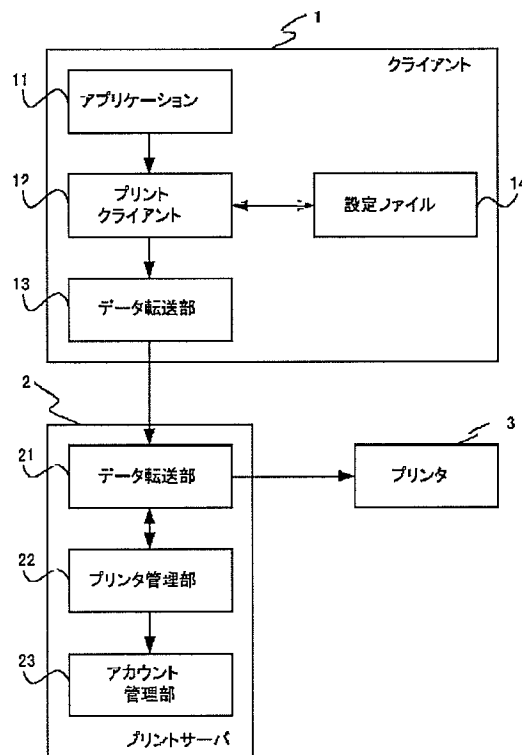 1
クライアント
11
アプリケーション
12
プリント
クライアント
設定ファイル
14
13
データ転送部
2
3
21
データ転送部
プリンタ
22
プリンタ管理部
23
アカウント
管理部
プリントサーバ